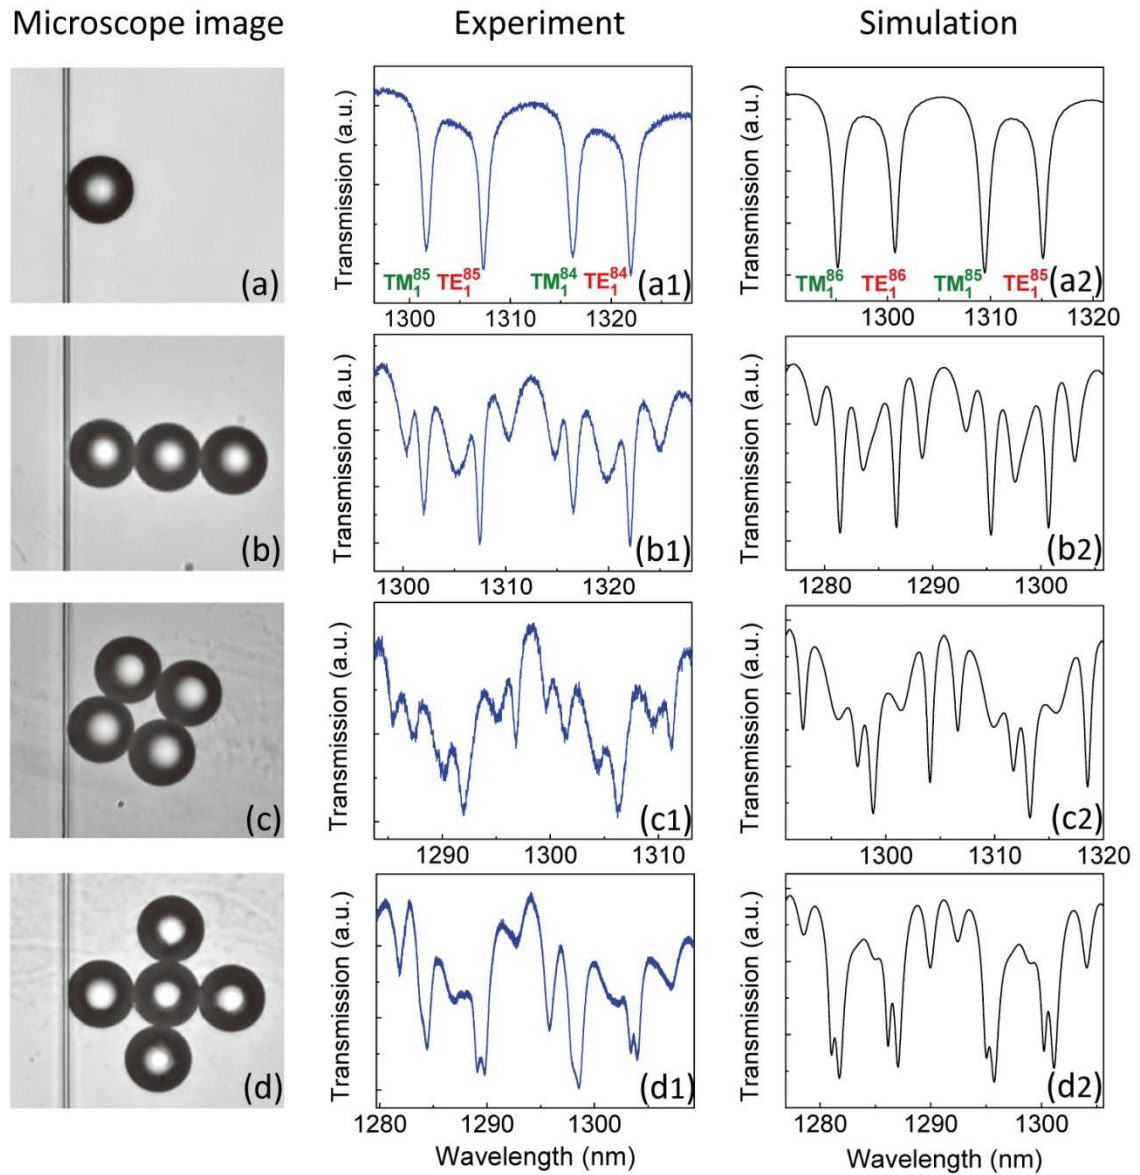 Microscope image Experiment Simulation
(a)
Transmission (a.u.)
TM₁⁸⁵ TE₁⁸⁵ TM₁⁸⁴ TE₁⁸⁴ (a1)
1300 1310 1320
Transmission (a.u.)
TM₁⁸⁶ TE₁⁸⁶ TM₁⁸⁵ TE₁⁸⁵ (a2)
1300 1310 1320
(b)
Transmission (a.u.)
(b1)
1300 1310 1320
Transmission (a.u.)
(b2)
1280 1290 1300
(c)
Transmission (a.u.)
(c1)
1290 1300 1310
Transmission (a.u.)
(c2)
1300 1310 1320
(d)
Transmission (a.u.)
(d1)
1280 1290 1300
Wavelength (nm)
Transmission (a.u.)
(d2)
1280 1290 1300
Wavelength (nm)